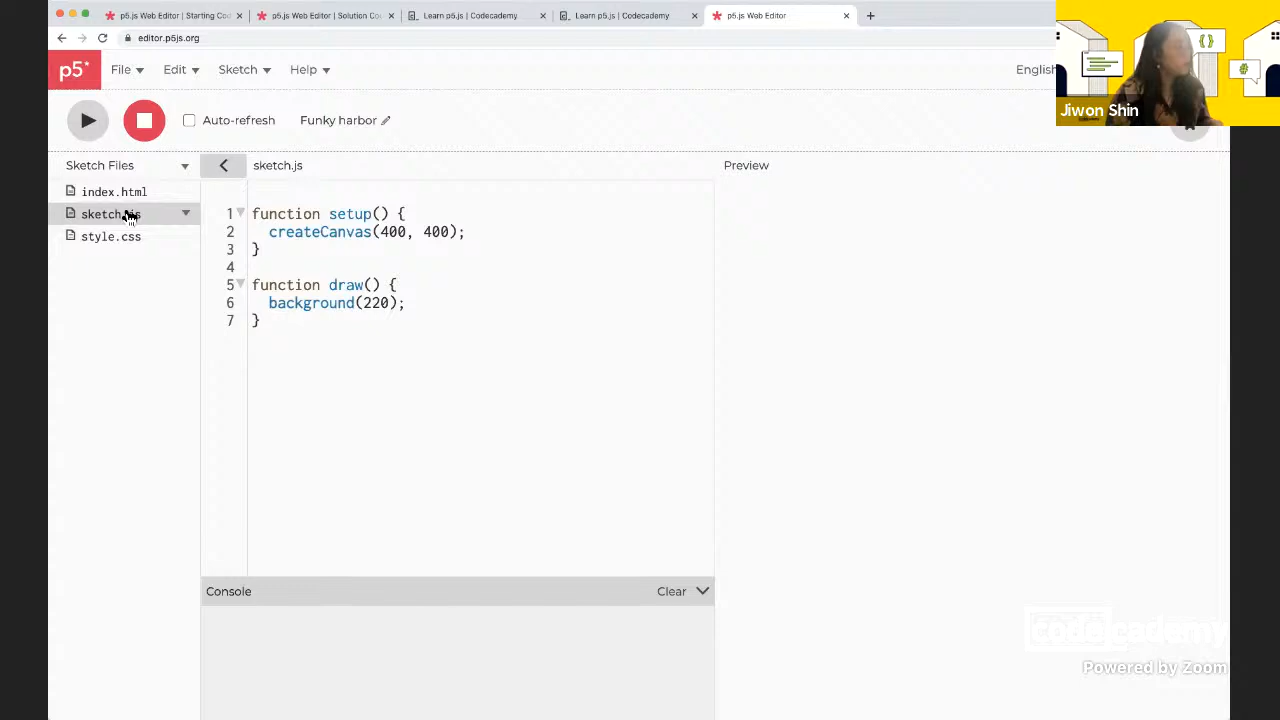 p5.js Web Editor | Starting Co
p5.js Web Editor | Solution Co
Learn p5.js | Codecademy
Learn p5.js | Codecademy
p5.js Web Editor
editor.p5js.org
p5*
File
Edit
Sketch
Help
English
{}
#
Jiwon Shin
Auto-refresh
Funky harbor
Sketch Files
sketch.js
Preview
index.html
sketch.js
style.css
1 function setup() {
2 createCanvas(400, 400);
3 }
4
5 function draw() {
6 background(220);
7 }
Console
Clear
codecademy
Powered by Zoom